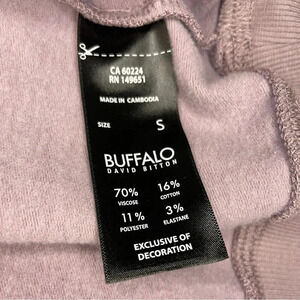 CA 60224
RN 149651
MADE IN CAMBODIA
SIZE S
BUFFALO
DAVID BITTON
70% 16%
VISCOSE COTTON
11% 3%
POLYESTER ELASTANE
EXCLUSIVE OF
DECORATION